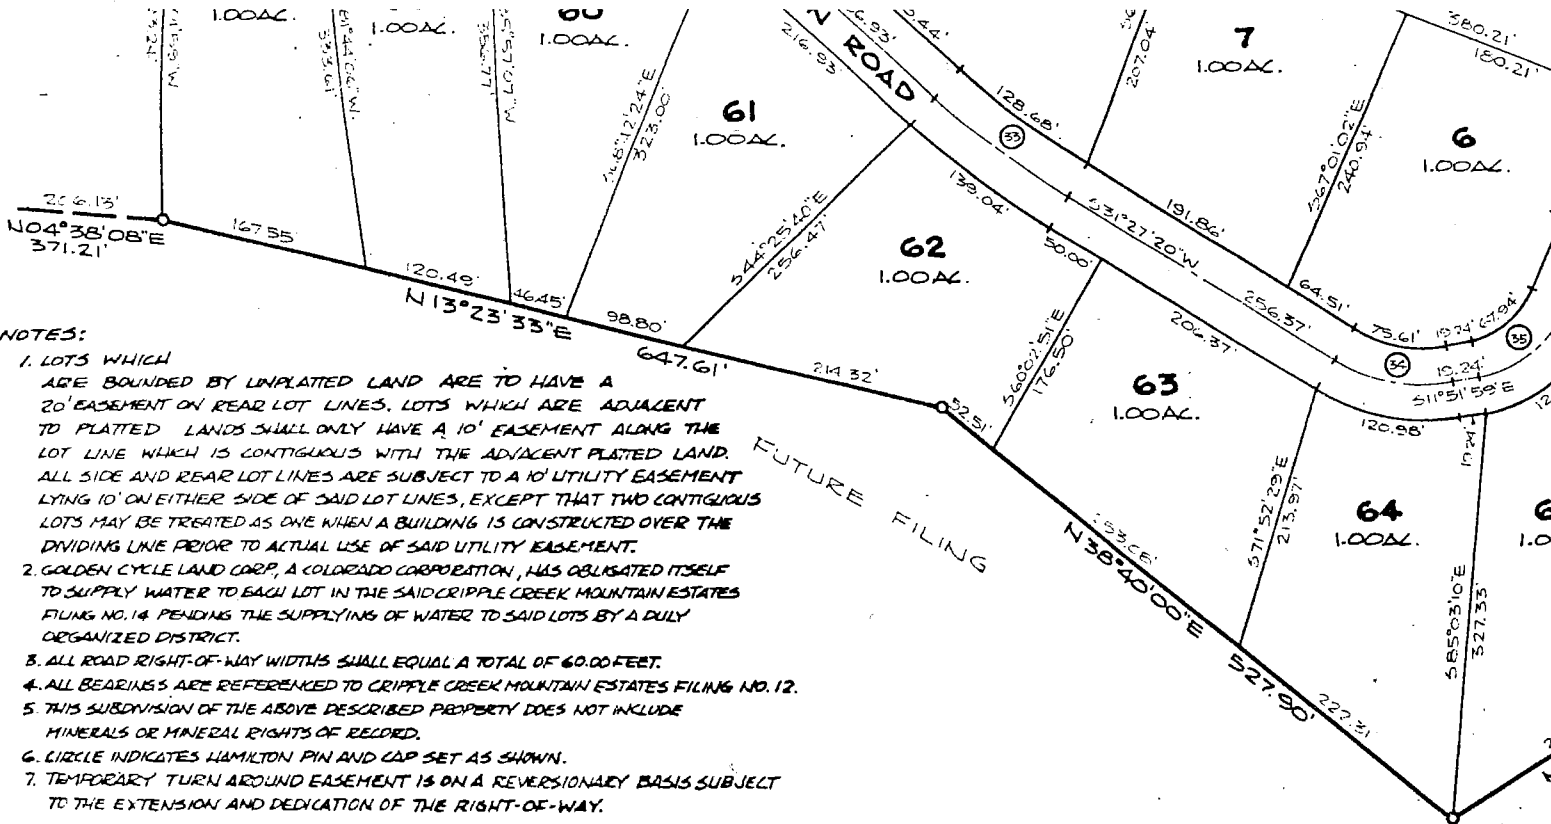 1.00AC.
1.00AC.
60
1.00AC.
ROAD
216.93'
128.68'
33
207.04'
7
1.00AC.
380.21'
180.21'
6
1.00AC.
S67°01'02"E
240.94'
323.00'
61
1.00AC.
206.13'
N04°38'08"E
371.21'
167.55'
120.49'
46.45'
N13°23'33"E
98.80'
647.61'
214.32'
S44°25'40"E
256.47'
139.04'
62
1.00AC.
50.00'
S31°27'20"W
191.86'
256.37'
64.51'
75.61'
19.24'
67.94'
35
34
19.24'
S11°51'59"E
206.37'
S60°02'51"E
176.50'
63
1.00AC.
120.98'
19.24'
52.51'
FUTURE FILING
N38°40'00"E
527.90'
S71°52'29"E
213.97'
64
1.00AC.
S85°03'10"E
327.33'
227.31'
NOTES:
1. LOTS WHICH
ARE BOUNDED BY UNPLATTED LAND ARE TO HAVE A
20' EASEMENT ON REAR LOT LINES. LOTS WHICH ARE ADJACENT
TO PLATTED LANDS SHALL ONLY HAVE A 10' EASEMENT ALONG THE
LOT LINE WHICH IS CONTIGUOUS WITH THE ADJACENT PLATTED LAND.
ALL SIDE AND REAR LOT LINES ARE SUBJECT TO A 10' UTILITY EASEMENT
LYING 10' ON EITHER SIDE OF SAID LOT LINES, EXCEPT THAT TWO CONTIGUOUS
LOTS MAY BE TREATED AS ONE WHEN A BUILDING IS CONSTRUCTED OVER THE
DIVIDING LINE PRIOR TO ACTUAL USE OF SAID UTILITY EASEMENT.
2. GOLDEN CYCLE LAND CORP., A COLORADO CORPORATION, HAS OBLIGATED ITSELF
TO SUPPLY WATER TO EACH LOT IN THE SAID CRIPPLE CREEK MOUNTAIN ESTATES
FILING NO. 14 PENDING THE SUPPLYING OF WATER TO SAID LOTS BY A DULY
ORGANIZED DISTRICT.
3. ALL ROAD RIGHT-OF-WAY WIDTHS SHALL EQUAL A TOTAL OF 60.00 FEET.
4. ALL BEARINGS ARE REFERENCED TO CRIPPLE CREEK MOUNTAIN ESTATES FILING NO. 12.
5. THIS SUBDIVISION OF THE ABOVE DESCRIBED PROPERTY DOES NOT INCLUDE
MINERALS OR MINERAL RIGHTS OF RECORD.
6. CIRCLE INDICATES HAMILTON PIN AND CAP SET AS SHOWN.
7. TEMPORARY TURN AROUND EASEMENT IS ON A REVERSIONARY BASIS SUBJECT
TO THE EXTENSION AND DEDICATION OF THE RIGHT-OF-WAY.